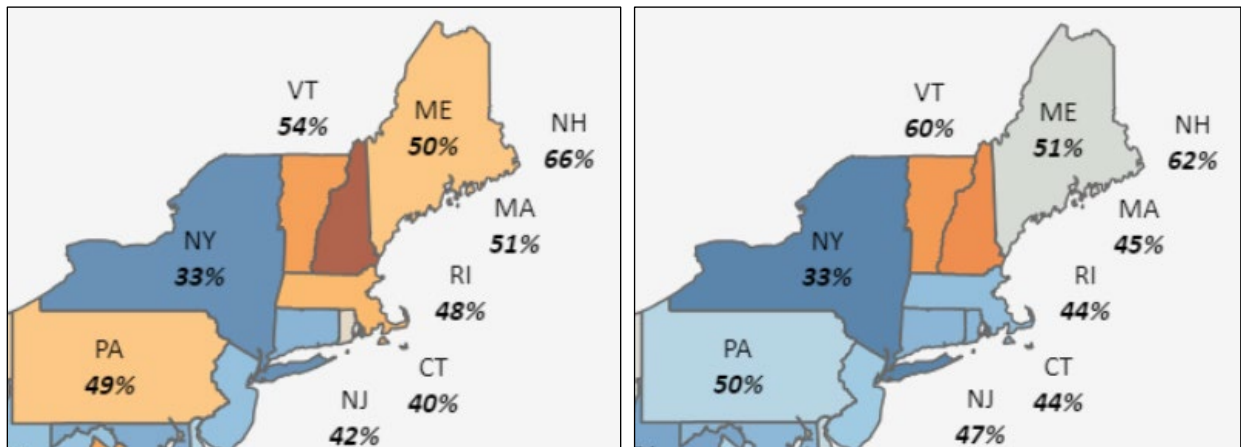 VT
54%
ME
50%
NH
66%
MA
51%
NY
33%
RI
48%
PA
49%
CT
40%
NJ
42%
VT
60%
ME
51%
NH
62%
MA
45%
NY
33%
RI
44%
PA
50%
CT
44%
NJ
47%